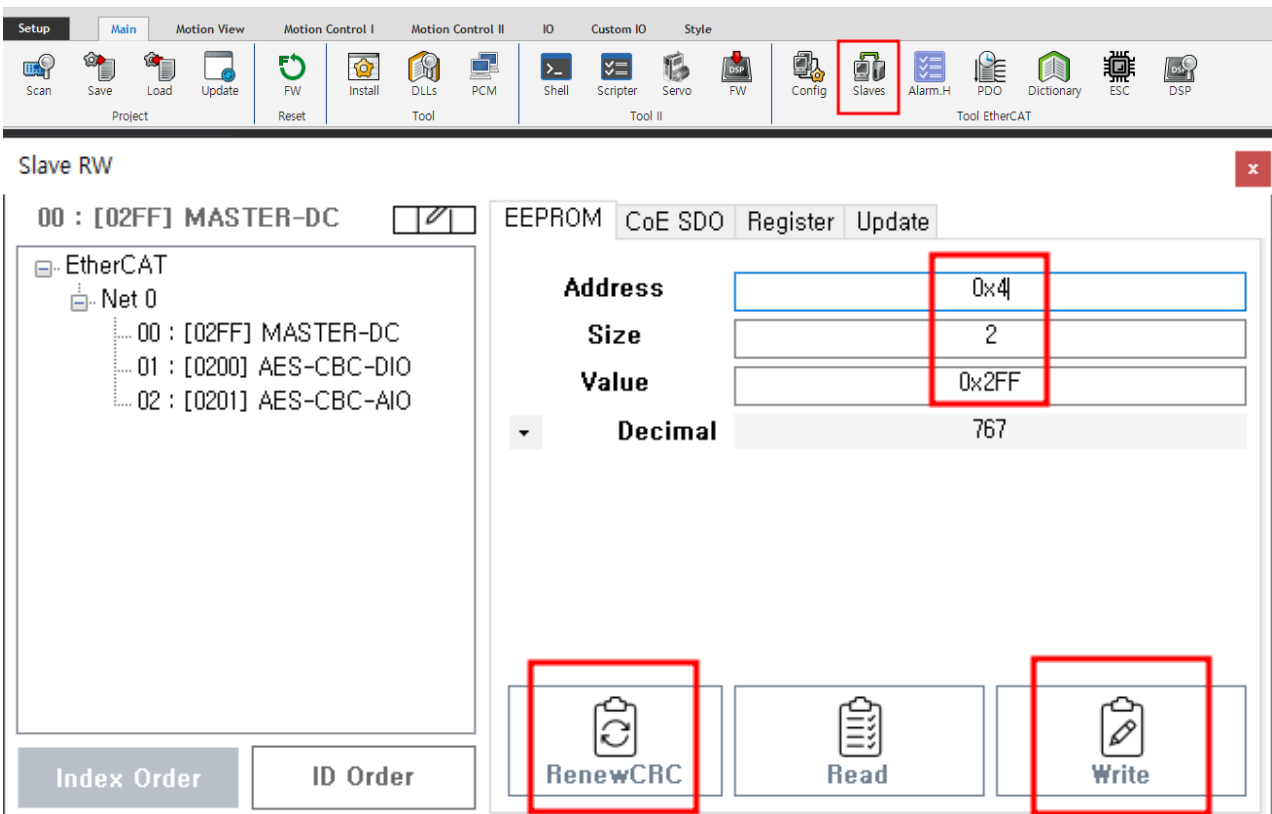 Setup Main Motion View Motion Control I Motion Control II IO Custom IO Style
Scan Save Load Update FW Install DLLs PCM Shell Scripter Servo DSP FW Config Slaves Alarm.H PDO Dictionary ESC DSP DSP
Project Reset Tool Tool II Tool EtherCAT
Slave RW x
00 : [02FF] MASTER-DC
EtherCAT
Net 0
00 : [02FF] MASTER-DC
01 : [0200] AES-CBC-DIO
02 : [0201] AES-CBC-AIO
Index Order ID Order
EEPROM CoE SDO Register Update
Address 0x4
Size 2
Value 0x2FF
Decimal 767
RenewCRC Read Write